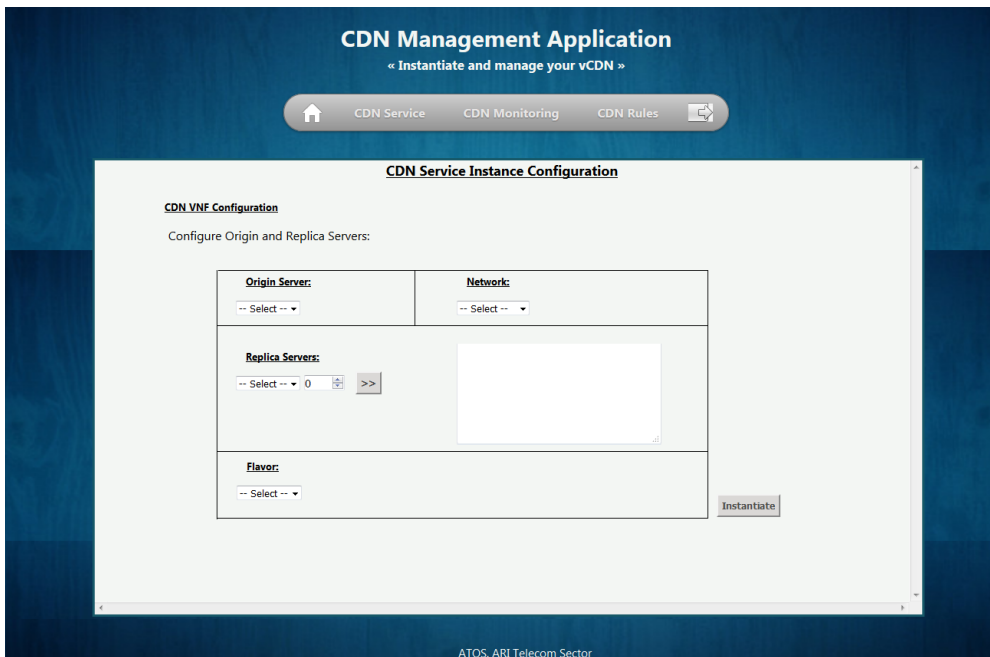 CDN Management Application
« Instantiate and manage your vCDN »
CDN Service CDN Monitoring CDN Rules
CDN Service Instance Configuration
CDN VNF Configuration
Configure Origin and Replica Servers:
Origin Server: Network:
-- Select -- -- Select --
Replica Servers:
-- Select -- 0 >>
Flavor:
-- Select --
Instantiate
ATOS, ARI Telecom Sector